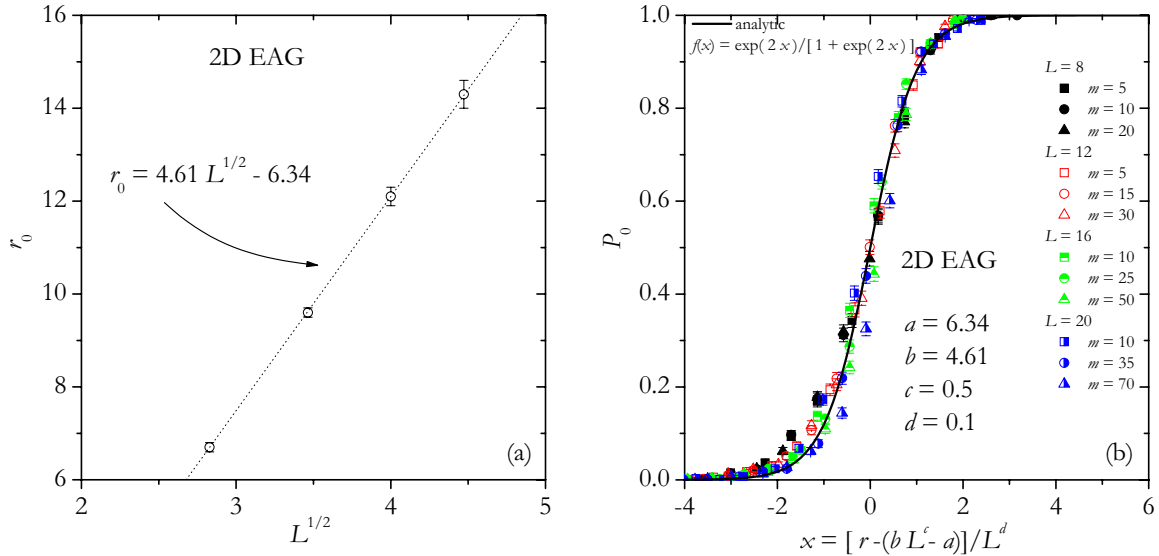 2D EAG
r₀ = 4.61 L^{1/2} - 6.34
16
14
12
10
8
6
r₀
2
3
4
5
L^{1/2}
(a)
analytic
f(x) = exp( 2 x )/[ 1 + exp( 2 x ) ]
L = 8
m = 5
m = 10
m = 20
L = 12
m = 5
m = 15
m = 30
L = 16
m = 10
m = 25
m = 50
L = 20
m = 10
m = 35
m = 70
2D EAG
a = 6.34
b = 4.61
c = 0.5
d = 0.1
1.0
0.8
0.6
0.4
0.2
0.0
P₀
-4
-2
0
2
4
6
x = [ r -(b L^c - a)]/L^d
(b)